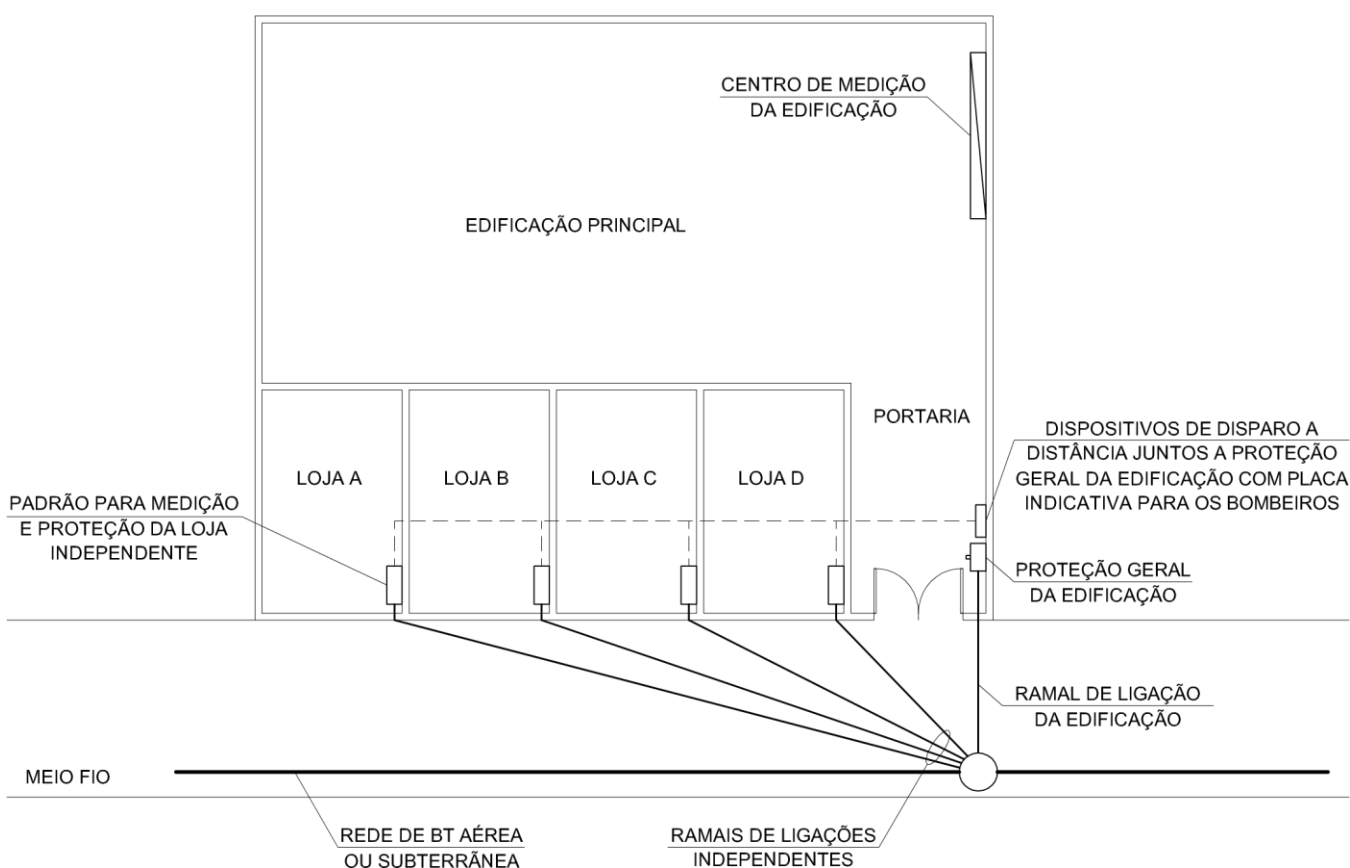 CENTRO DE MEDIÇÃO
DA EDIFICAÇÃO
EDIFICAÇÃO PRINCIPAL
PORTARIA
DISPOSITIVOS DE DISPARO A
DISTÂNCIA JUNTOS A PROTEÇÃO
GERAL DA EDIFICAÇÃO COM PLACA
INDICATIVA PARA OS BOMBEIROS
LOJA A
LOJA B
LOJA C
LOJA D
PADRÃO PARA MEDIÇÃO
E PROTEÇÃO DA LOJA
INDEPENDENTE
PROTEÇÃO GERAL
DA EDIFICAÇÃO
RAMAL DE LIGAÇÃO
DA EDIFICAÇÃO
MEIO FIO
REDE DE BT AÉREA
OU SUBTERRÃNEA
RAMAIS DE LIGAÇÕES
INDEPENDENTES